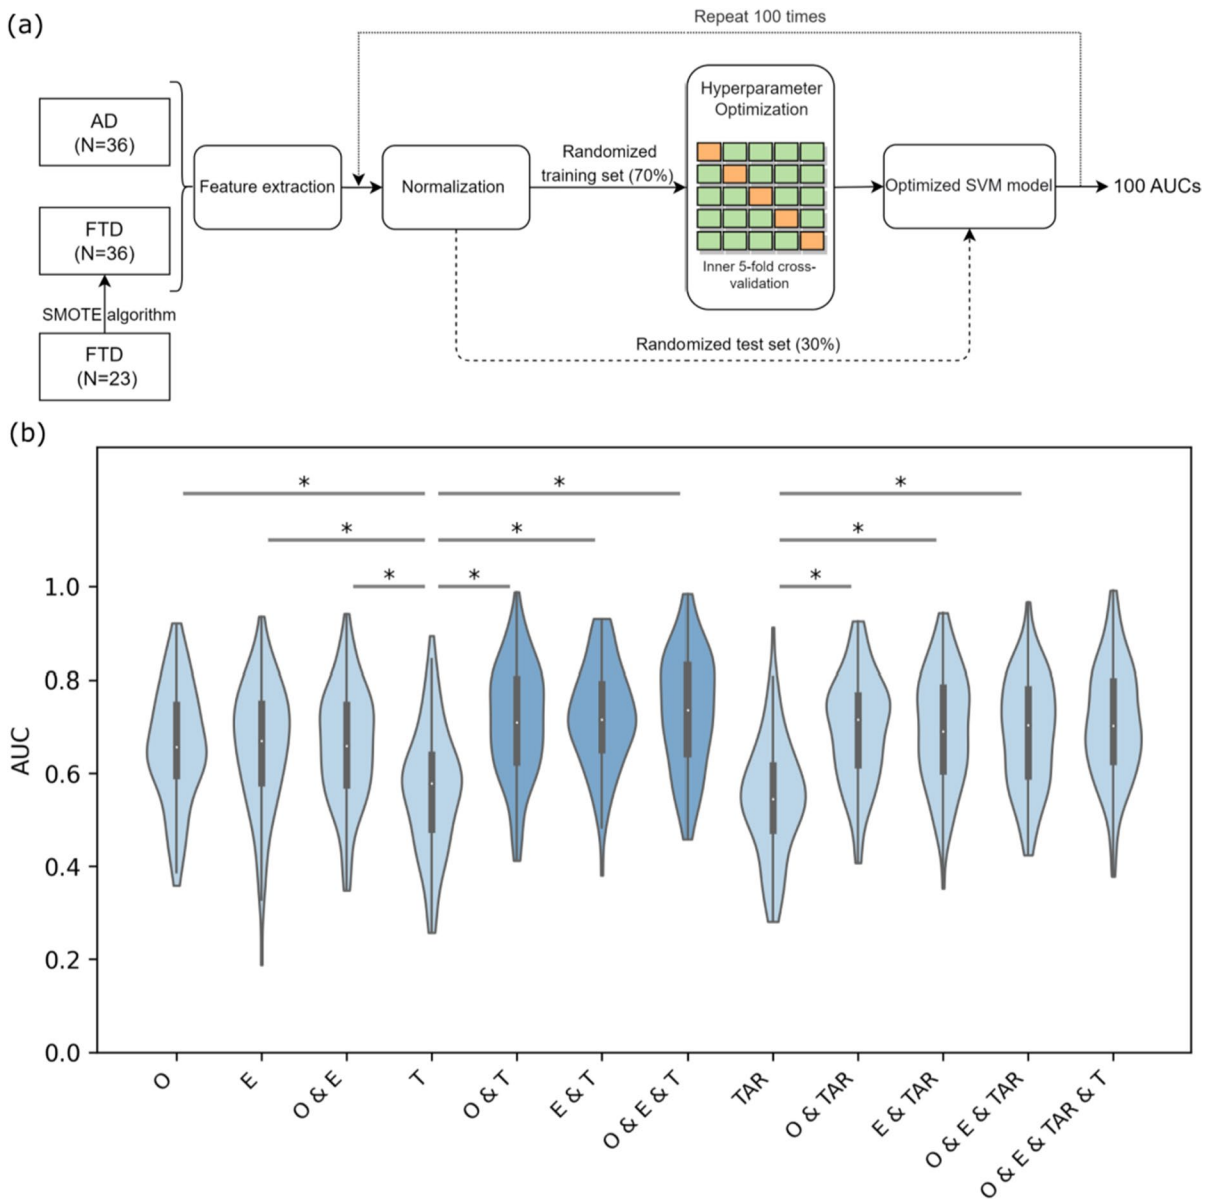 (a)
Repeat 100 times
AD
(N=36)
FTD
(N=36)
SMOTE algorithm
FTD
(N=23)
Feature extraction
Normalization
Randomized
training set (70%)
Hyperparameter
Optimization
Inner 5-fold cross-
validation
Optimized SVM model
100 AUCs
Randomized test set (30%)
(b)
* *
*
* * *
* * *
1.0
0.8
0.6
0.4
0.2
0.0
AUC
O
E
O & E
T
O & T
E & T
O & E & T
TAR
O & TAR
E & TAR
O & E & TAR
O & E & TAR & T